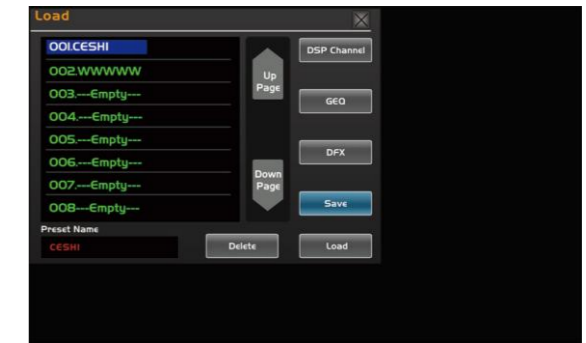 Load
001.CESHI
002.WWWWW
003.---Empty---
004.---Empty---
005.---Empty---
006.---Empty---
007.---Empty---
008---Empty---
Up
Page
Down
Page
DSP Channel
GEQ
DFX
Save
Preset Name
CESHI
Delete
Load